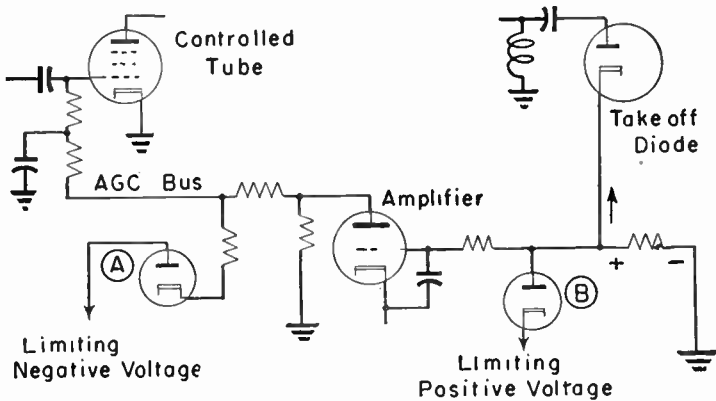 Controlled
Tube
Take off
Diode
AGC Bus
Amplifier
A
+ -
B
Limiting
Negative Voltage
Limiting
Positive Voltage